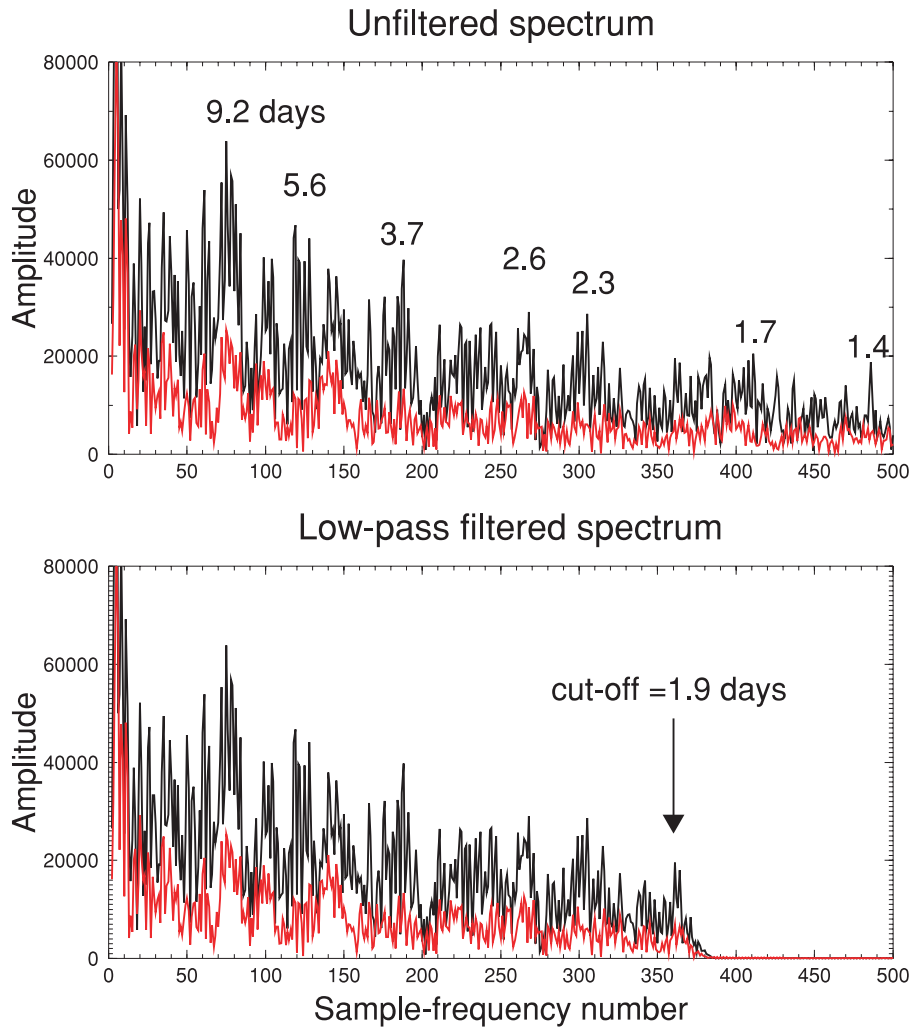 Unfiltered spectrum
80000
60000
40000
20000
0
Amplitude
9.2 days
5.6
3.7
2.6
2.3
1.7
1.4
0 50 100 150 200 250 300 350 400 450 500
Low-pass filtered spectrum
80000
60000
40000
20000
0
Amplitude
cut-off =1.9 days
0 50 100 150 200 250 300 350 400 450 500
Sample-frequency number